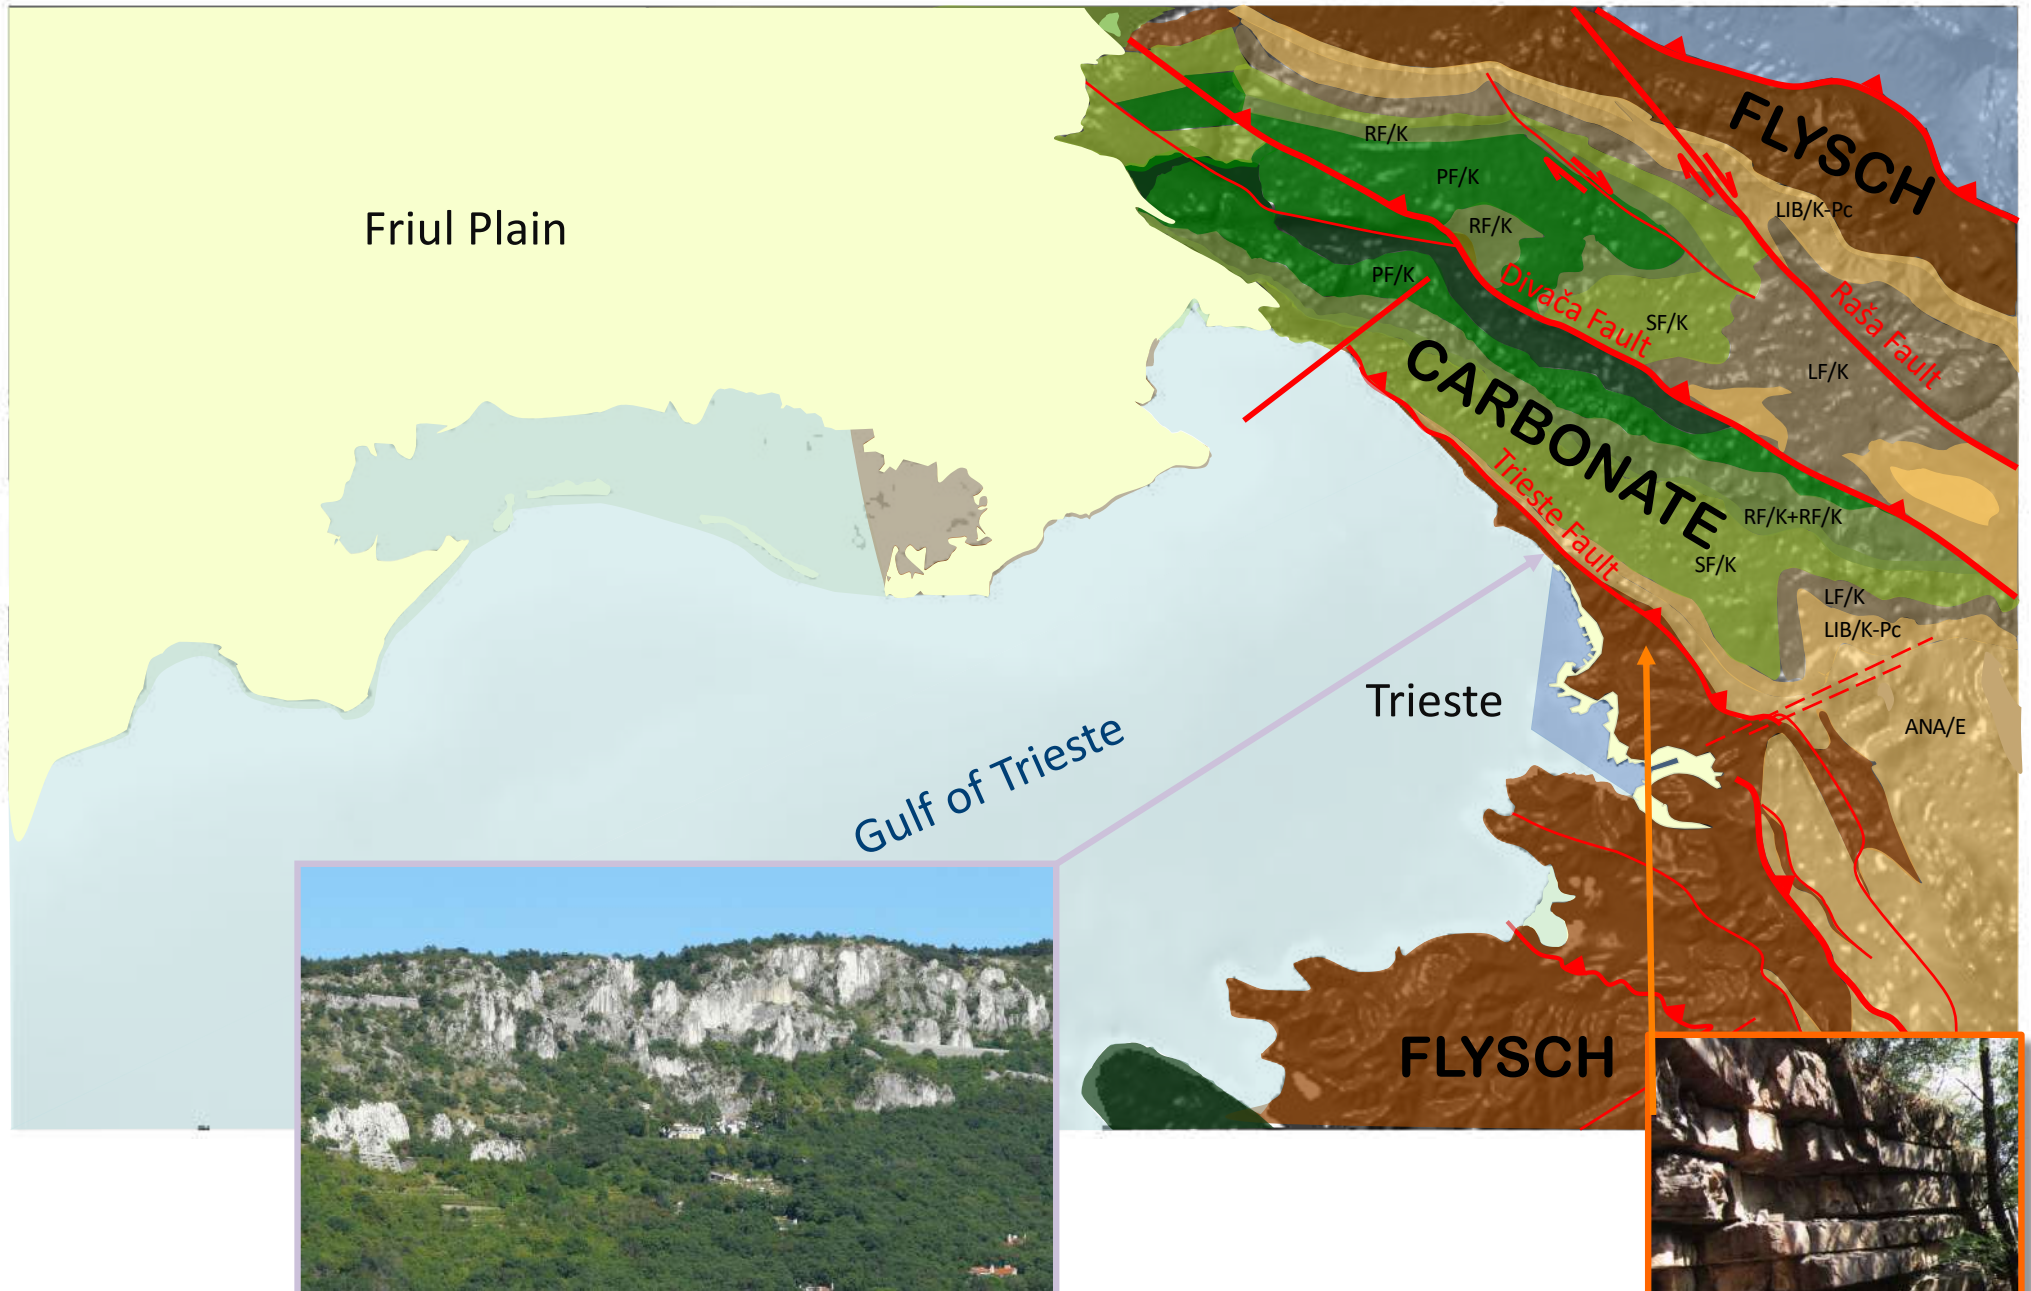 FLYSCH
RF/K
PF/K
LIB/K-Pc
RF/K
Friul Plain
PF/K
Divača Fault
Raša Fault
SF/K
LF/K
CARBONATE
Trieste Fault
RF/K+RF/K
SF/K
LF/K
LIB/K-Pc
Trieste
ANA/E
Gulf of Trieste
FLYSCH